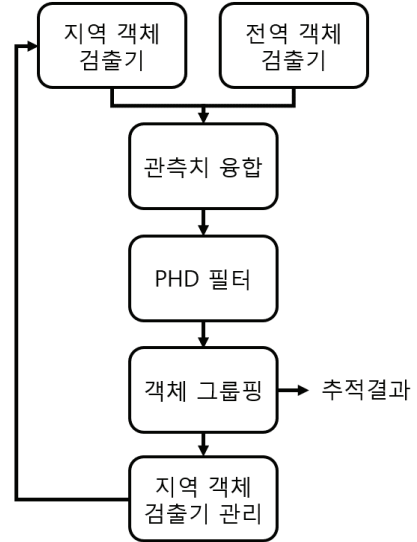 지역 객체
검출기
전역 객체
검출기
관측치 융합
PHD 필터
객체 그룹핑
추적결과
지역 객체
검출기 관리